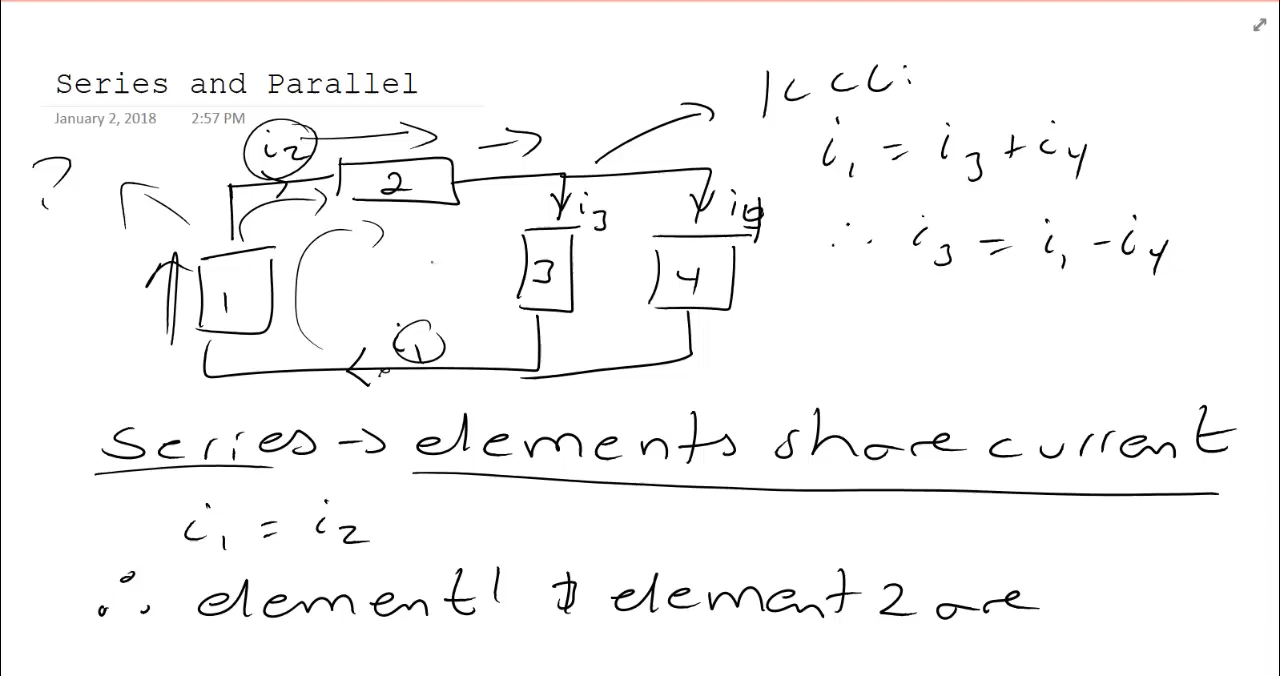 Series and Parallel
January 2, 2018 2:57 PM
KCL:
i₁ = i₃ + i₄
∴ i₃ = i₁ - i₄
?
i₂
2
i₃
i₄
1
3
4
i₁
series → elements share current
i₁ = i₂
∴ element 1 & element 2 are